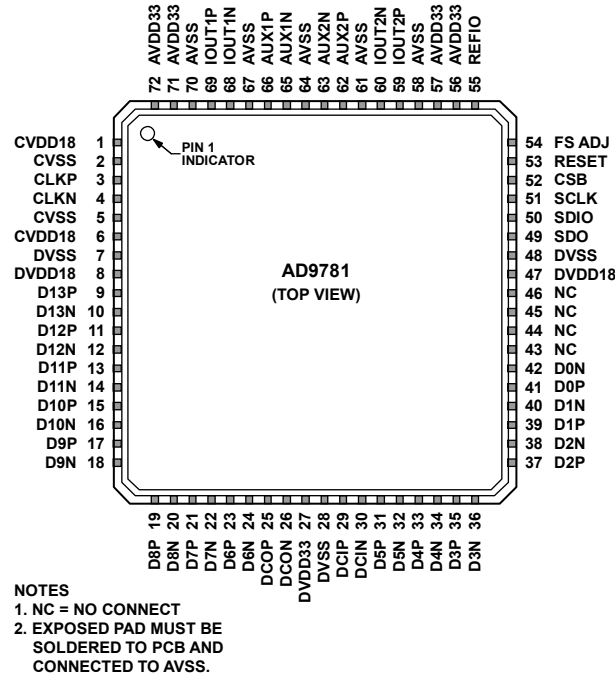 AVDD33 72
AVDD33 71
AVSS 70
IOUT1P 69
IOUT1N 68
AVSS 67
AUX1P 66
AUX1N 65
AVSS 64
AUX2N 63
AUX2P 62
AVSS 61
IOUT2N 60
IOUT2P 59
AVSS 58
AVDD33 57
AVDD33 56
REFIO 55
CVDD18 1
CVSS 2
CLKP 3
CLKN 4
CVSS 5
CVDD18 6
DVSS 7
DVDD18 8
D13P 9
D13N 10
D12P 11
D12N 12
D11P 13
D11N 14
D10P 15
D10N 16
D9P 17
D9N 18
PIN 1
INDICATOR
AD9781
(TOP VIEW)
54 FS ADJ
53 RESET
52 CSB
51 SCLK
50 SDIO
49 SDO
48 DVSS
47 DVDD18
46 NC
45 NC
44 NC
43 NC
42 D0N
41 D0P
40 D1N
39 D1P
38 D2N
37 D2P
D8P 19
D8N 20
D7P 21
D7N 22
D6P 23
D6N 24
DCOP 25
DCON 26
DVDD33 27
DVSS 28
DCIP 29
DCIN 30
D5P 31
D5N 32
D4P 33
D4N 34
D3P 35
D3N 36
NOTES
1. NC = NO CONNECT
2. EXPOSED PAD MUST BE
SOLDERED TO PCB AND
CONNECTED TO AVSS.